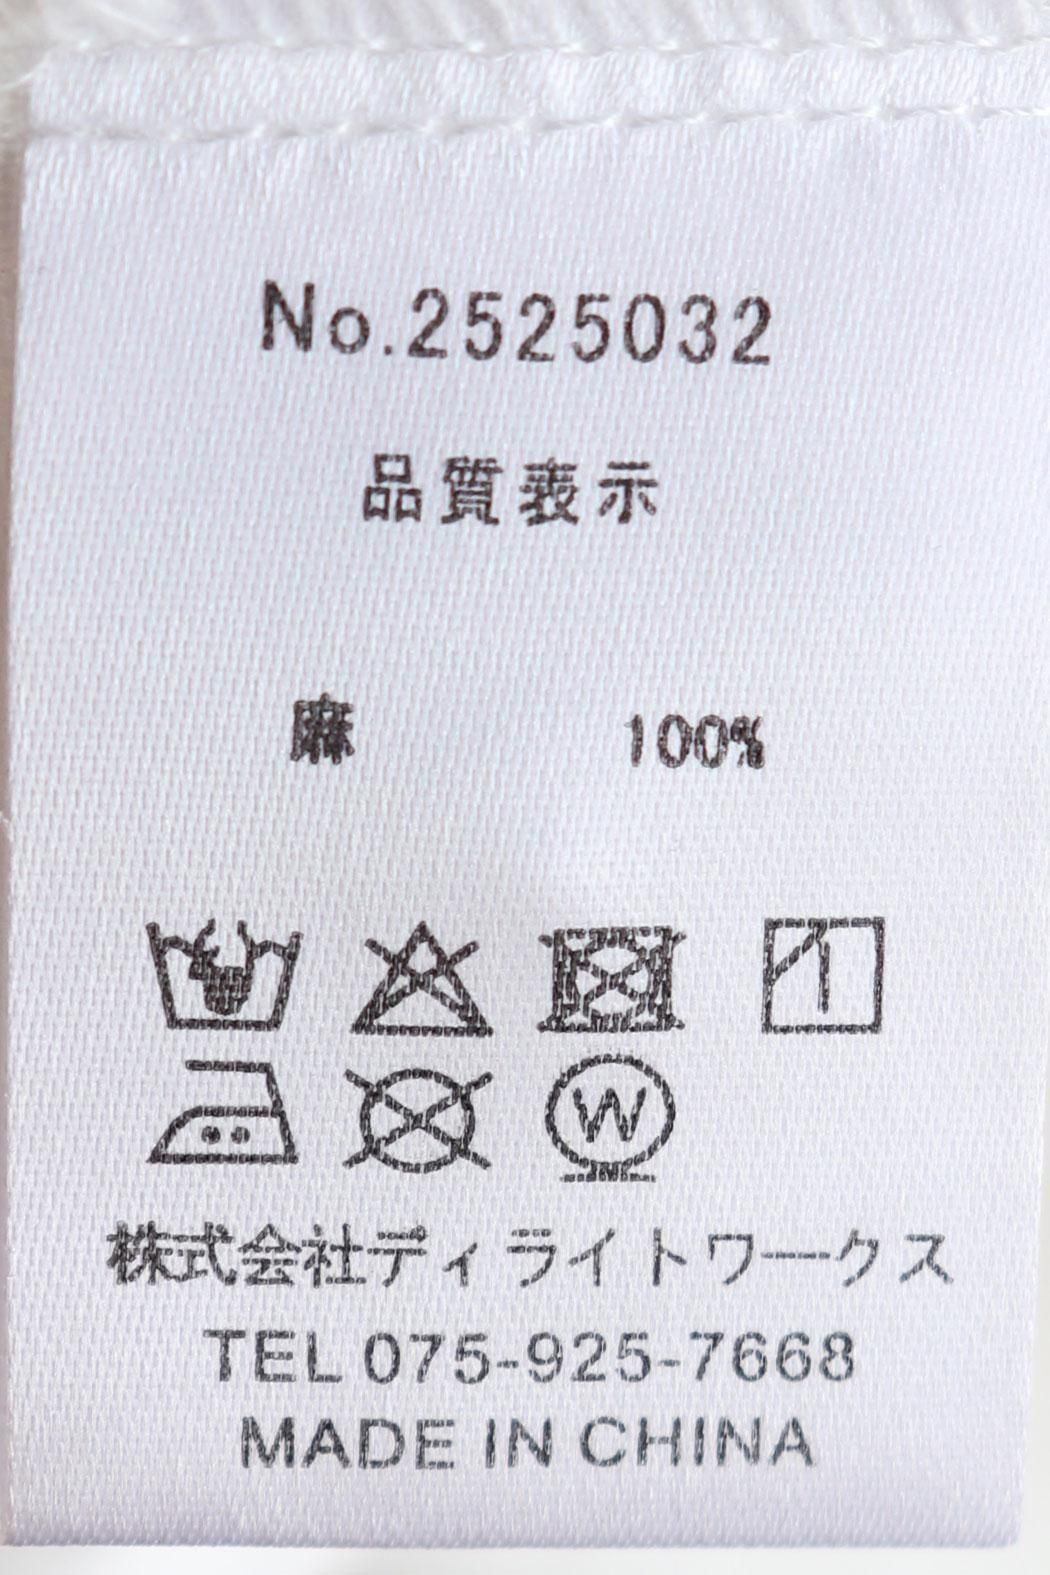 No.2525032
品質表示
麻 100%
W
株式会社ディライトワークス
TEL 075-925-7668
MADE IN CHINA